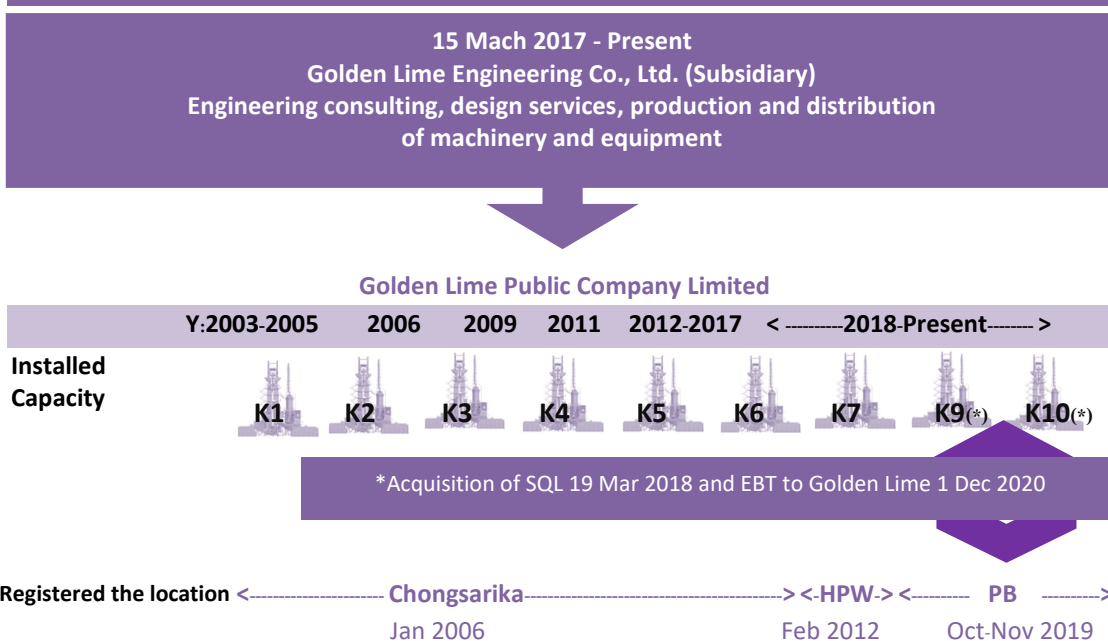 15 Mach 2017 - Present
Golden Lime Engineering Co., Ltd. (Subsidiary)
Engineering consulting, design services, production and distribution
of machinery and equipment
Golden Lime Public Company Limited
Y:2003-2005 2006 2009 2011 2012-2017 < ----------2018-Present-------- >
Installed
Capacity
K1 K2 K3 K4 K5 K6 K7 K9(*) K10(*)
*Acquisition of SQL 19 Mar 2018 and EBT to Golden Lime 1 Dec 2020
Registered the location <---------------------- Chongsarika-------------------------------------------> <-HPW-> <---------- PB ---------->
Jan 2006 Feb 2012 Oct-Nov 2019